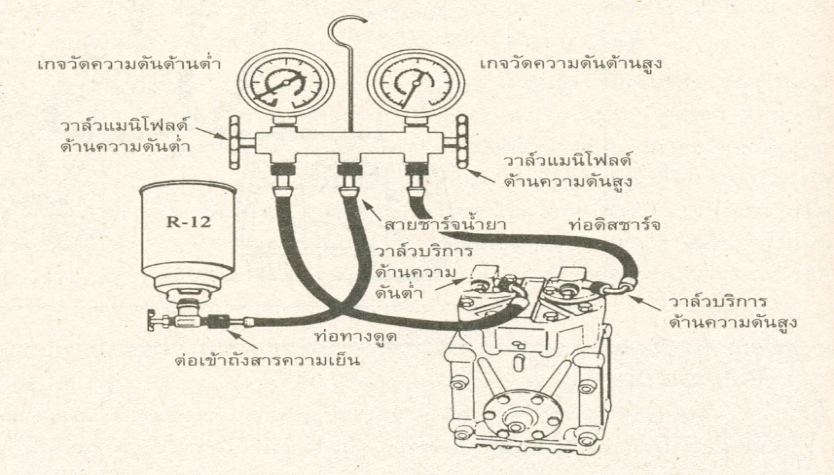 เกจวัดความดันด้านต่ำ
เกจวัดความดันด้านสูง
วาล์วแมนิโฟลด์
ด้านความดันต่ำ
วาล์วแมนิโฟลด์
ด้านความดันสูง
R-12
สายชาร์จน้ำยา
ท่อดิสชาร์จ
วาล์วบริการ
ด้านความ
ดันต่ำ
วาล์วบริการ
ด้านความดันสูง
ท่อทางดูด
ต่อเข้าถังสารความเย็น